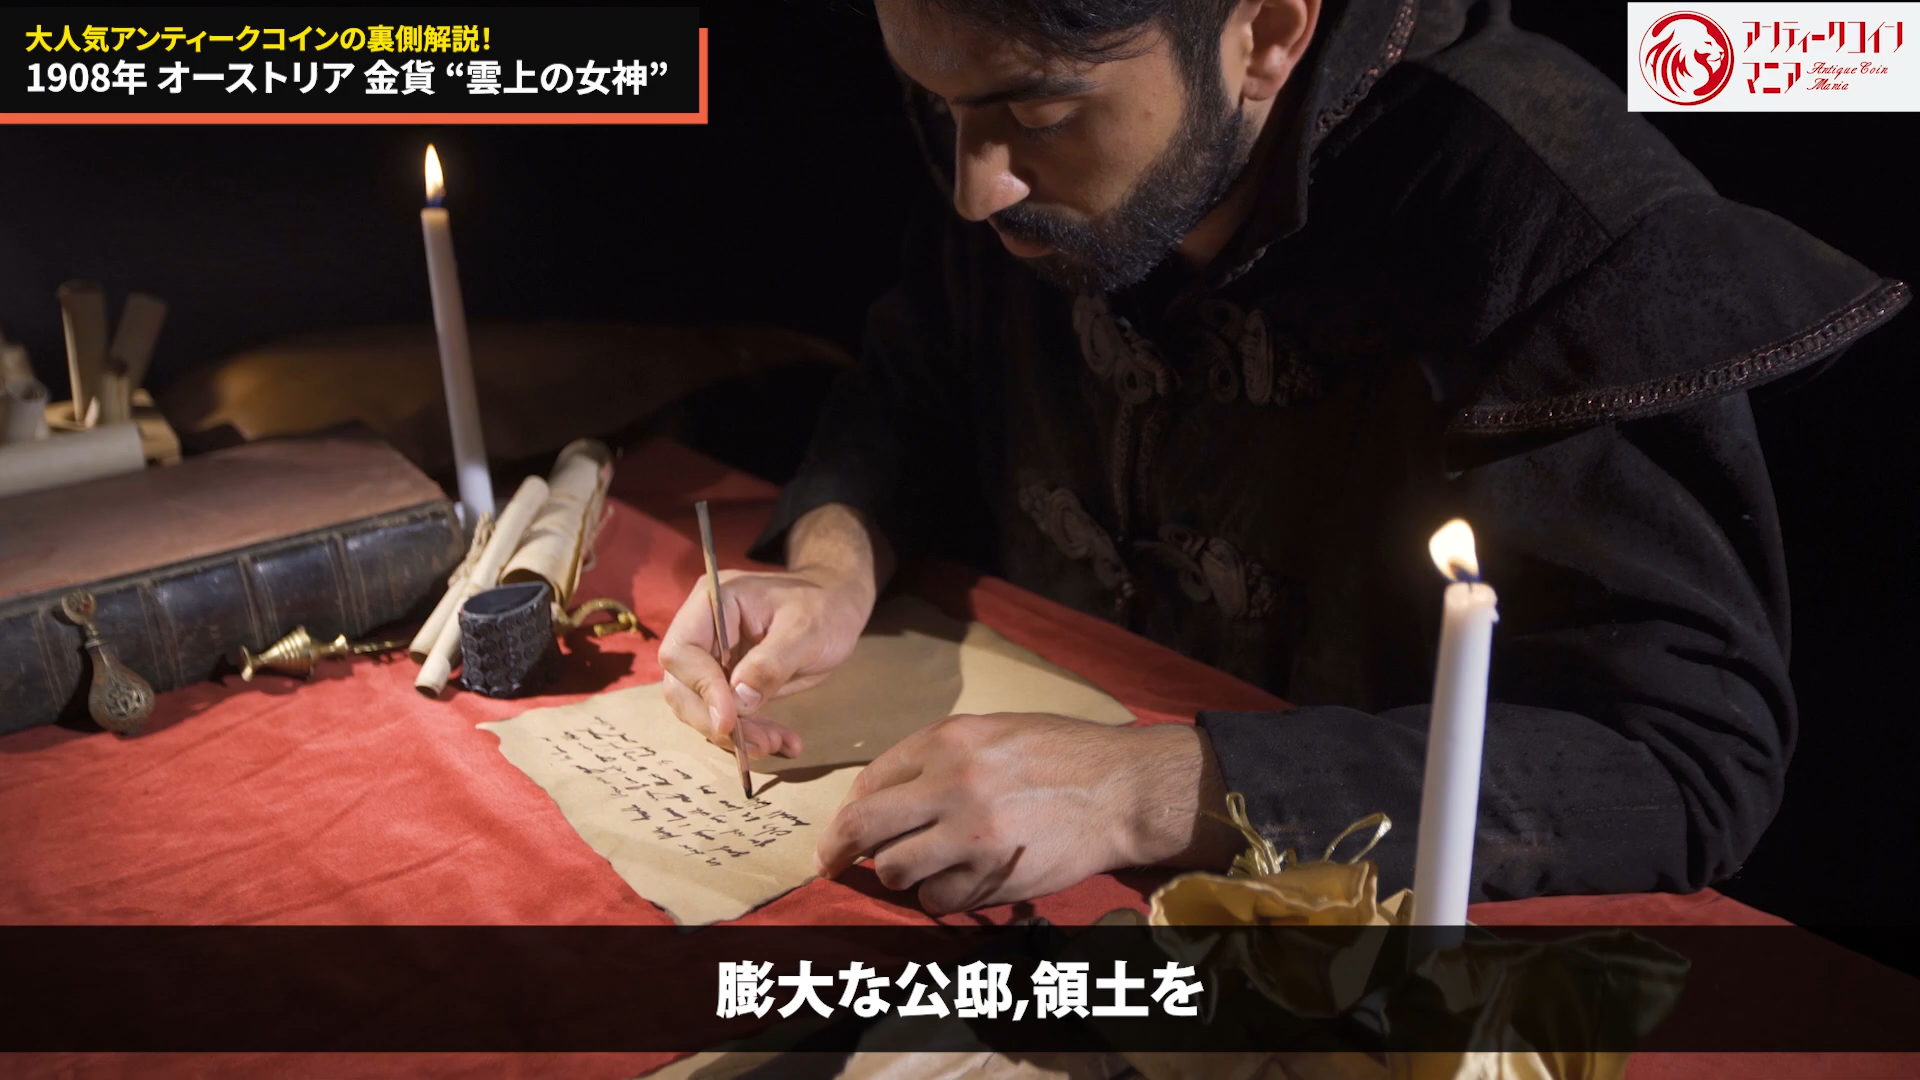 大人気アンティークコインの裏側解説!
1908年 オーストリア 金貨 “雲上の女神”
アンティークコイン
マニア
Antique Coin
Mania
膨大な公邸,領土を